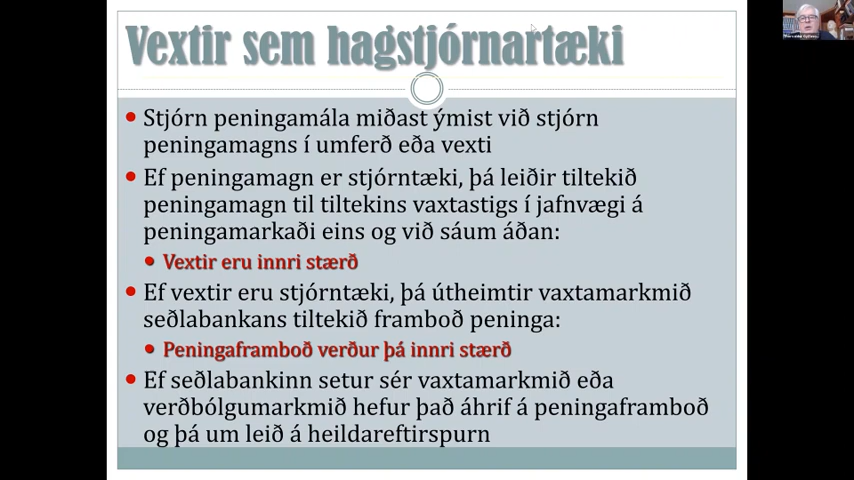 Vextir sem hagstjórnartæki
Stjórn peningamála miðast ýmist við stjórn
peningamagns í umferð eða vexti
Ef peningamagn er stjórntæki, þá leiðir tiltekið
peningamagn til tiltekins vaxtastigs í jafnvægi á
peningamarkaði eins og við sáum áðan:
Vextir eru innri stærð
Ef vextir eru stjórntæki, þá útheimtir vaxtamarkmið
seðlabankans tiltekið framboð peninga:
Peningaframboð verður þá innri stærð
Ef seðlabankinn setur sér vaxtamarkmið eða
verðbólgumarkmið hefur það áhrif á peningaframboð
og þá um leið á heildareftirspurn